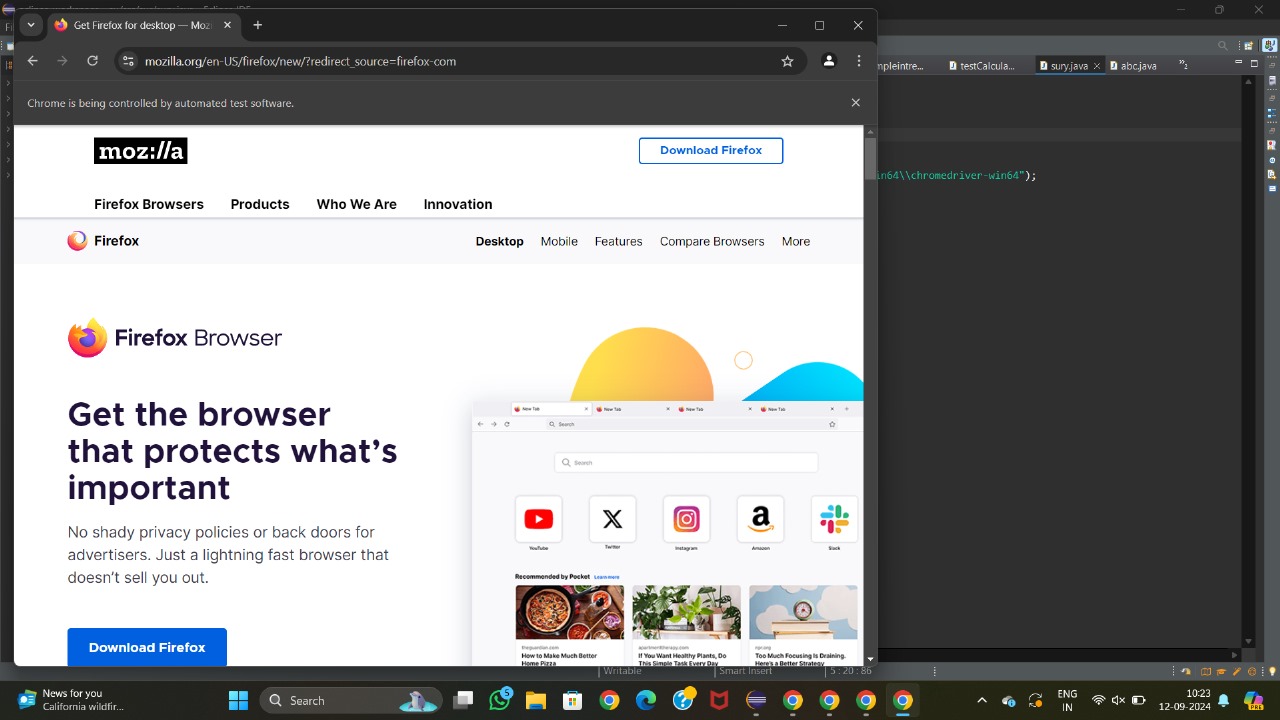 Get Firefox for desktop — Moz
mozilla.org/en-US/firefox/new/?redirect_source=firefox-com
Chrome is being controlled by automated test software.
testCalcula...
sury.java
abc.java
in64\\chromedriver-win64");
moz://a
Download Firefox
Firefox Browsers
Products
Who We Are
Innovation
Firefox
Desktop
Mobile
Features
Compare Browsers
More
Firefox Browser
Get the browser
that protects what's
important
No shady privacy policies or back doors for
advertisers. Just a lightning fast browser that
doesn't sell you out.
Download Firefox
New Tab
New Tab
New Tab
New Tab
Search
Search
YouTube
Twitter
Instagram
Amazon
Slack
Recommended by Pocket
Learn more
theguardian.com
How to Make Much Better
Home Pizza
apartmenttherapy.com
If You Want Healthy Plants, Do
This Simple Task Every Day
npr.org
Too Much Focusing Is Draining.
Here's a Better Strategy
Writable
Smart Insert
5 : 20 : 86
News for you
California wildfir...
Search
5
ENG
IN
10:23
12-09-2024